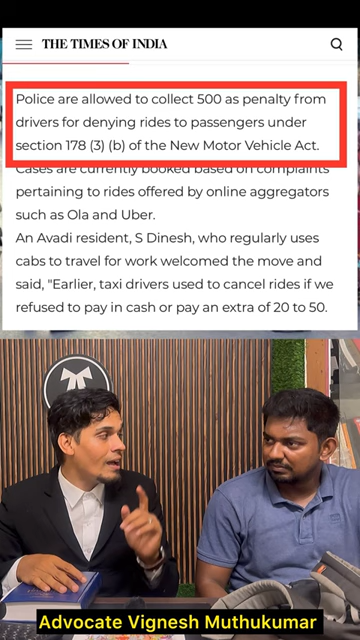 THE TIMES OF INDIA
Police are allowed to collect 500 as penalty from
drivers for denying rides to passengers under
section 178 (3) (b) of the New Motor Vehicle Act.
Cases are currently booked based on complaints
pertaining to rides offered by online aggregators
such as Ola and Uber.
An Avadi resident, S Dinesh, who regularly uses
cabs to travel for work welcomed the move and
said, "Earlier, taxi drivers used to cancel rides if we
refused to pay in cash or pay an extra of 20 to 50.
Advocate Vignesh Muthukumar